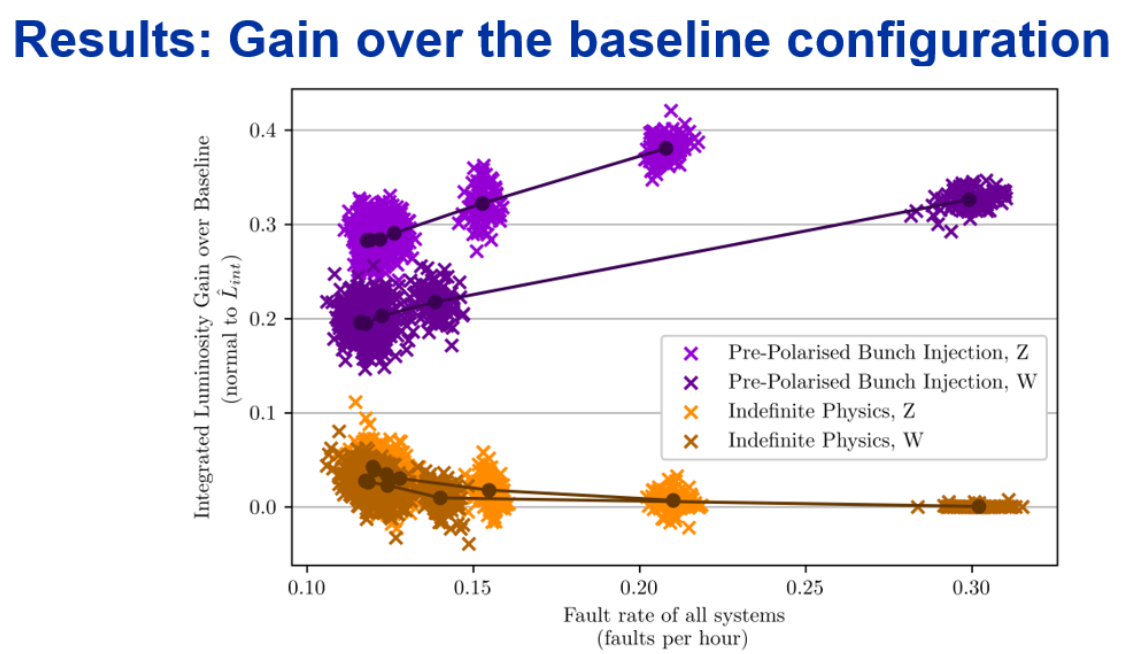 Results: Gain over the baseline configuration
Integrated Luminosity Gain over Baseline
(normal to L̂_int)
0.4
0.3
0.2
0.1
0.0
Pre-Polarised Bunch Injection, Z
Pre-Polarised Bunch Injection, W
Indefinite Physics, Z
Indefinite Physics, W
0.10
0.15
0.20
0.25
0.30
Fault rate of all systems
(faults per hour)